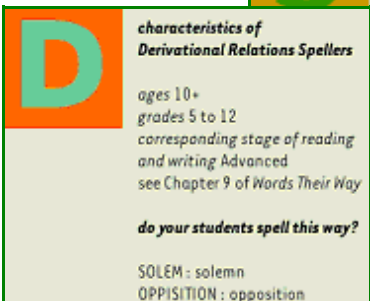 D
characteristics of
Derivational Relations Spellers
ages 10+
grades 5 to 12
corresponding stage of reading
and writing Advanced
see Chapter 9 of Words Their Way
do your students spell this way?
SOLEM : solemn
OPPISITION : opposition